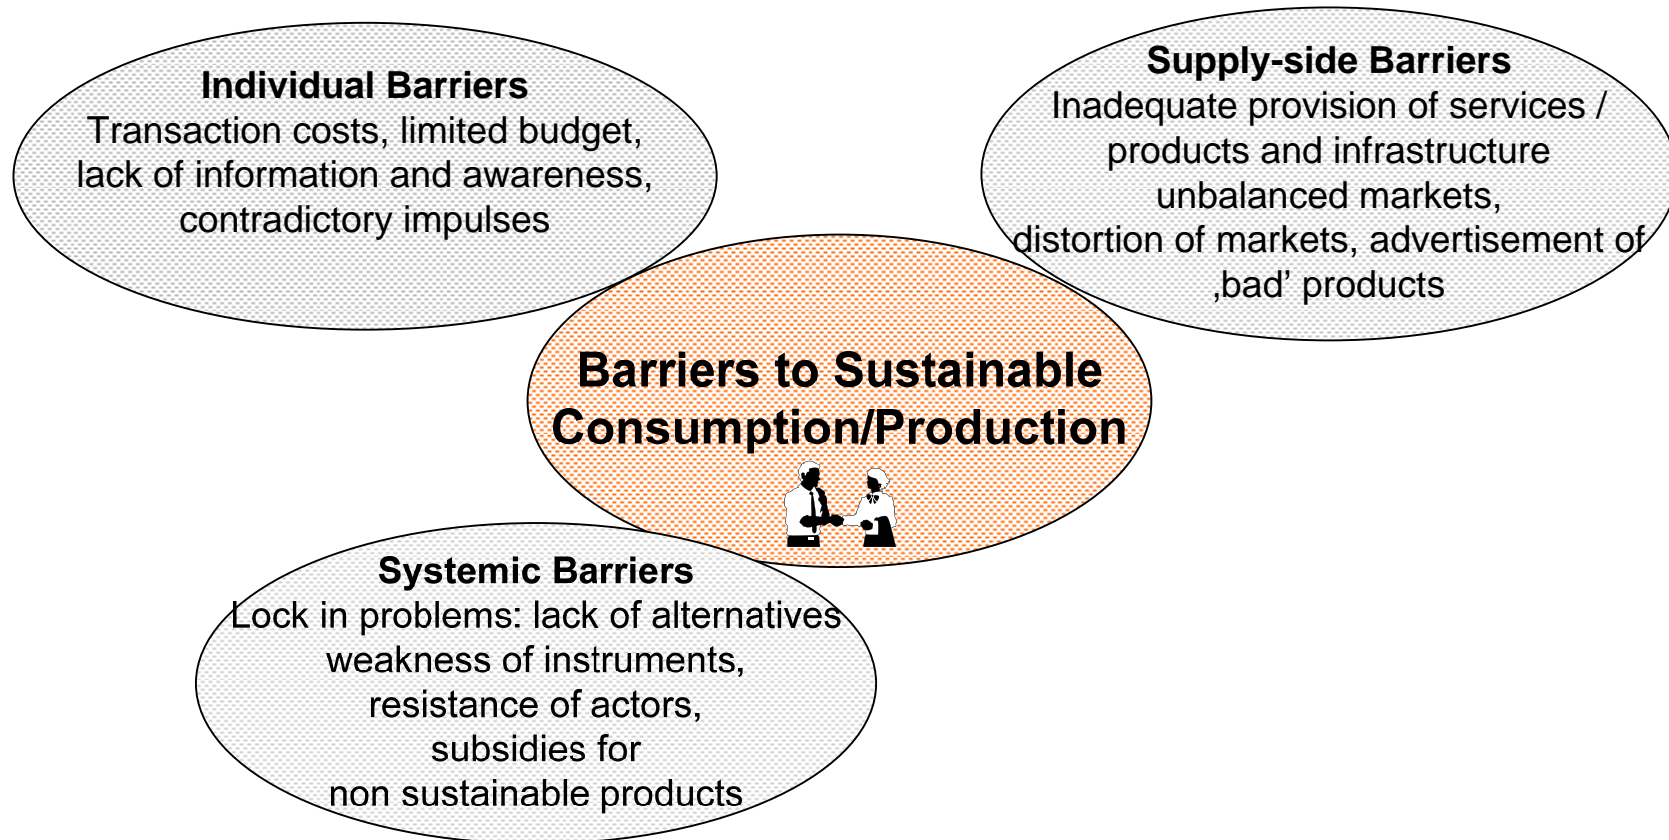 Individual Barriers
Transaction costs, limited budget,
lack of information and awareness,
contradictory impulses
Supply-side Barriers
Inadequate provision of services /
products and infrastructure
unbalanced markets,
distortion of markets, advertisement of
‚bad’ products
Barriers to Sustainable
Consumption/Production
Systemic Barriers
Lock in problems: lack of alternatives
weakness of instruments,
resistance of actors,
subsidies for
non sustainable products